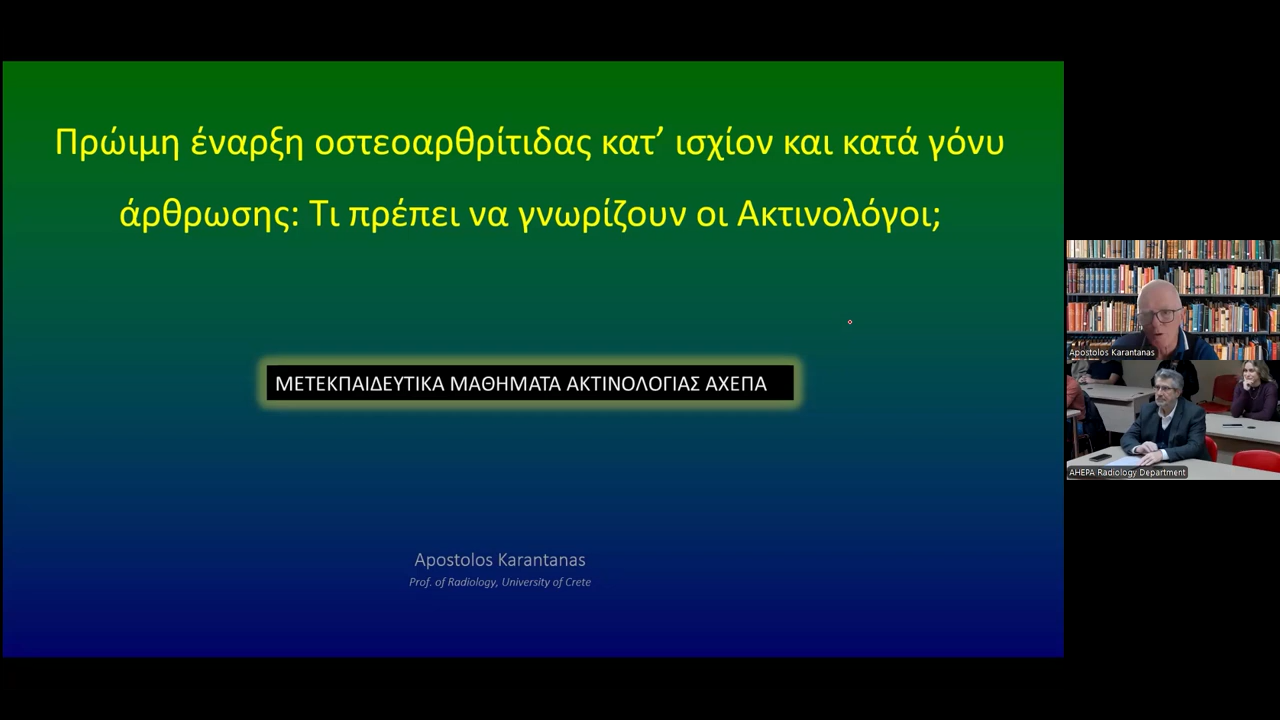 Πρώιμη έναρξη οστεοαρθρίτιδας κατ’ ισχίον και κατά γόνυ
άρθρωσης: Τι πρέπει να γνωρίζουν οι Ακτινολόγοι;
ΜΕΤΕΚΠΑΙΔΕΥΤΙΚΑ ΜΑΘΗΜΑΤΑ ΑΚΤΙΝΟΛΟΓΙΑΣ ΑΧΕΠΑ
Apostolos Karantanas
Prof. of Radiology, University of Crete
Apostolos Karantanas
AHEPA Radiology Department